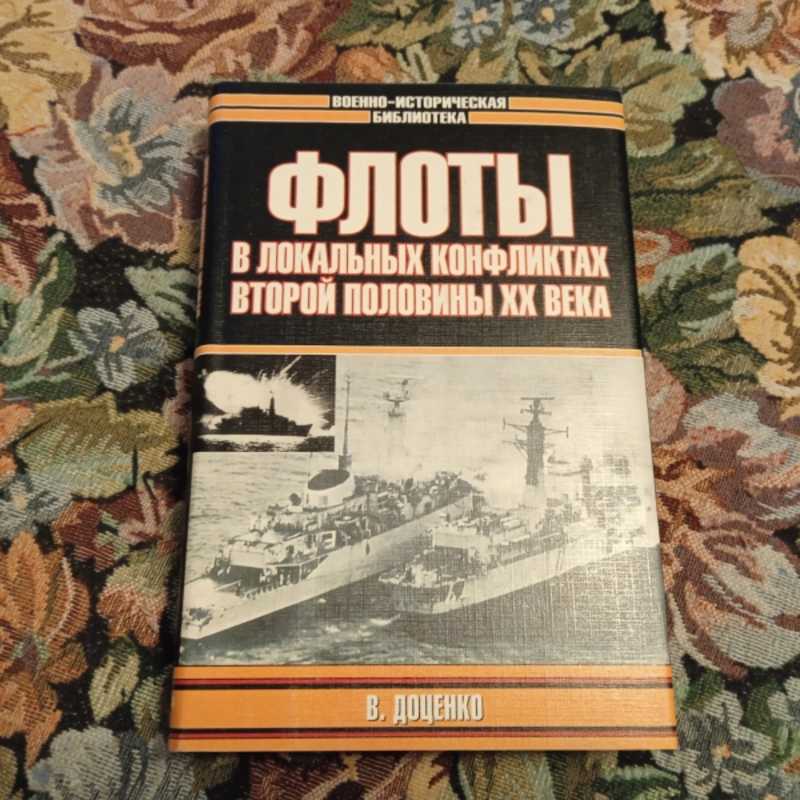 ВОЕННО-ИСТОРИЧЕСКАЯ
БИБЛИОТЕКА
ФЛОТЫ
В ЛОКАЛЬНЫХ КОНФЛИКТАХ
ВТОРОЙ ПОЛОВИНЫ XX ВЕКА
В. ДОЦЕНКО